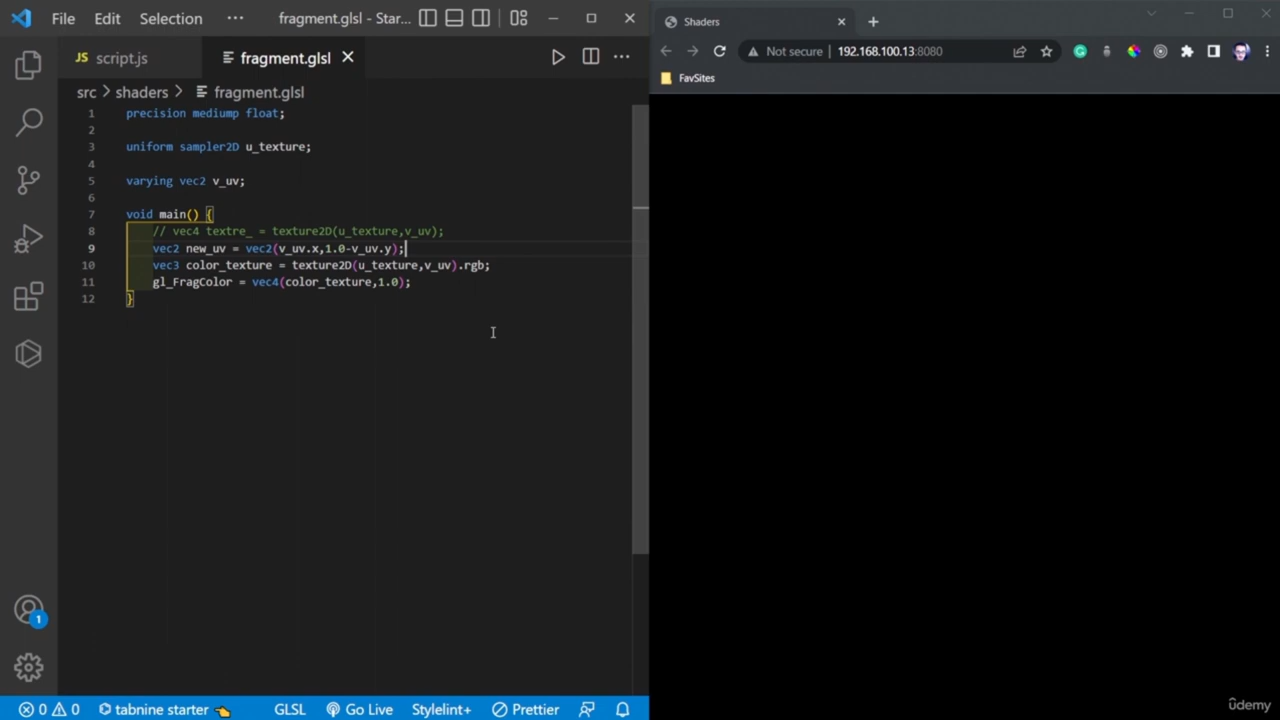 File Edit Selection ··· fragment.glsl - Star...
JS script.js fragment.glsl
src > shaders > fragment.glsl
1 precision mediump float;
2
3 uniform sampler2D u_texture;
4
5 varying vec2 v_uv;
6
7 void main() {
8 // vec4 textre_ = texture2D(u_texture,v_uv);
9 vec2 new_uv = vec2(v_uv.x,1.0-v_uv.y);
10 vec3 color_texture = texture2D(u_texture,v_uv).rgb;
11 gl_FragColor = vec4(color_texture,1.0);
12 }
1
0 0 tabnine starter 👈 GLSL Go Live Stylelint+ Prettier
Shaders
Not secure | 192.168.100.13:8080
FavSites
ûdemy